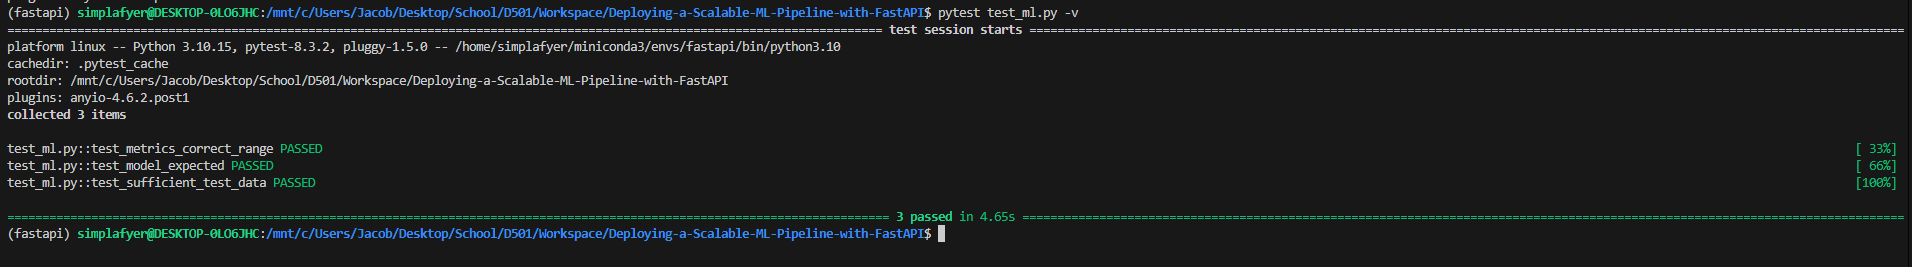 (fastapi) simplafyer@DESKTOP-0LO6JHC:/mnt/c/Users/Jacob/Desktop/School/D501/Workspace/Deploying-a-Scalable-ML-Pipeline-with-FastAPI$ pytest test_ml.py -v
============================= test session starts =============================
platform linux -- Python 3.10.15, pytest-8.3.2, pluggy-1.5.0 -- /home/simplafyer/miniconda3/envs/fastapi/bin/python3.10
cachedir: .pytest_cache
rootdir: /mnt/c/Users/Jacob/Desktop/School/D501/Workspace/Deploying-a-Scalable-ML-Pipeline-with-FastAPI
plugins: anyio-4.6.2.post1
collected 3 items
test_ml.py::test_metrics_correct_range PASSED [ 33%]
test_ml.py::test_model_expected PASSED [ 66%]
test_ml.py::test_sufficient_test_data PASSED [100%]
============================= 3 passed in 4.65s =============================
(fastapi) simplafyer@DESKTOP-0LO6JHC:/mnt/c/Users/Jacob/Desktop/School/D501/Workspace/Deploying-a-Scalable-ML-Pipeline-with-FastAPI$